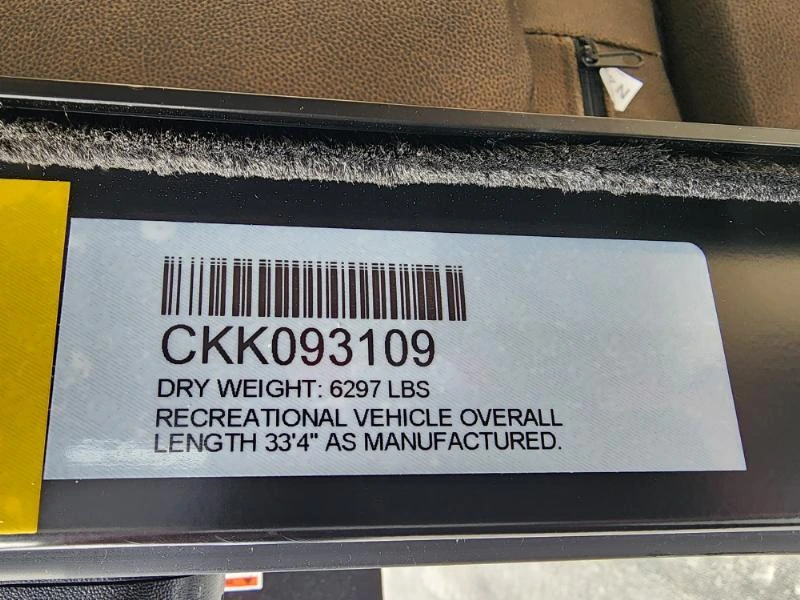 CKK093109
DRY WEIGHT: 6297 LBS
RECREATIONAL VEHICLE OVERALL
LENGTH 33'4" AS MANUFACTURED.